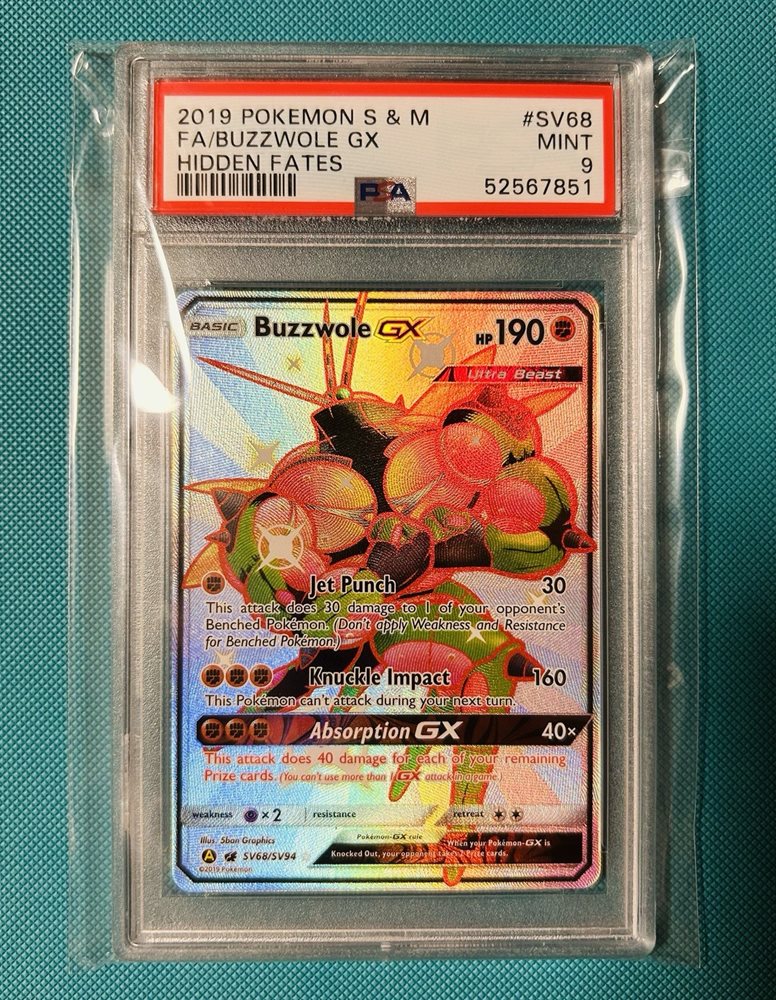 2019 POKEMON S & M #SV68
FA/BUZZWOLE GX MINT
HIDDEN FATES 9
PSA 52567851
BASIC Buzzwole GX HP 190
Ultra Beast
Jet Punch 30
This attack does 30 damage to 1 of your opponent's
Benched Pokémon. (Don't apply Weakness and Resistance
for Benched Pokémon.)
Knuckle Impact 160
This Pokémon can't attack during your next turn.
Absorption GX 40×
This attack does 40 damage for each of your remaining
Prize cards. (You can't use more than 1 GX attack in a game.)
weakness × 2 resistance retreat
Illus. 5ban Graphics Pokémon-GX rule When your Pokémon-GX is
A SV68/SV94 Knocked Out, your opponent takes 2 Prize cards.
©2019 Pokémon